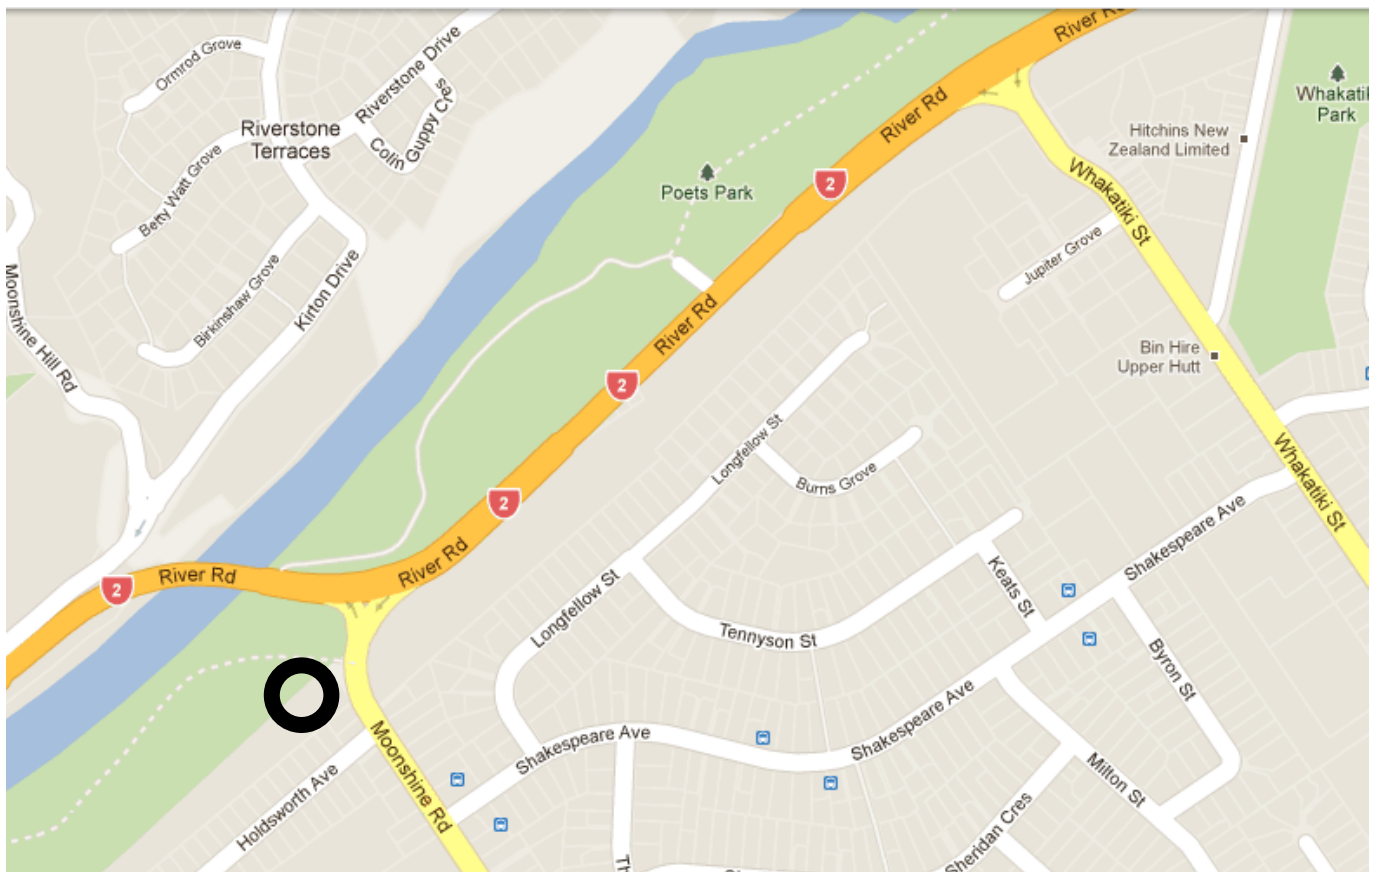 River Rd
Ormrod Grove
Riverstone Drive
Colin Guppy Cres
Riverstone
Terraces
Betty Watt Grove
Birkinshaw Grove
Kirton Drive
Moonshine Hill Rd
Poets Park
River Rd
2
Whakatiki St
Hitchins New
Zealand Limited
Whakatik
Park
Jupiter Grove
River Rd
2
Bin Hire
Upper Hutt
Longfellow St
Burns Grove
Whakatiki St
Shakespeare Ave
2
River Rd
River Rd
2
Longfellow St
Tennyson St
Keats St
Byron St
Shakespeare Ave
Shakespeare Ave
Moonshine Rd
Holdsworth Ave
Milton St
Sheridan Cres
Th